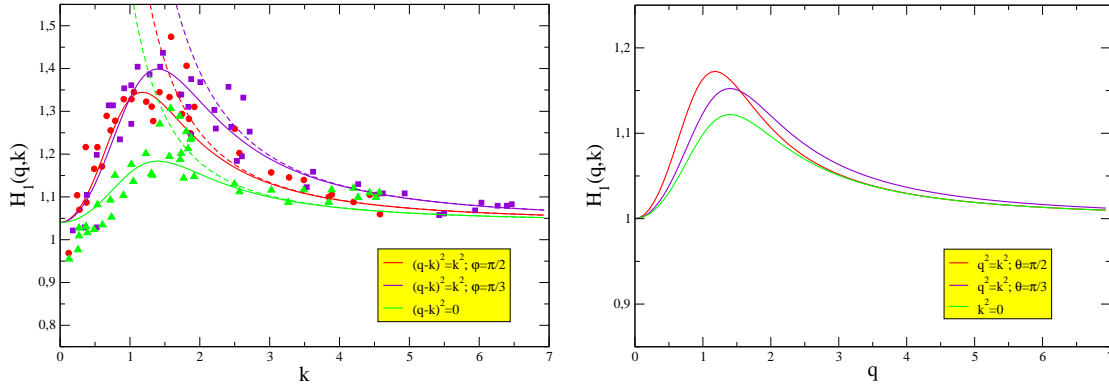 H₁(q,k)
1,5
1,4
1,3
1,2
1,1
1
0,9
0,8
(q-k)²=k²; φ=π/2
(q-k)²=k²; φ=π/3
(q-k)²=0
0 1 2 3 4 5 6 7
k
H₁(q,k)
1,2
1,1
1
0,9
q²=k²; θ=π/2
q²=k²; θ=π/3
k²=0
0 1 2 3 4 5 6 7
q